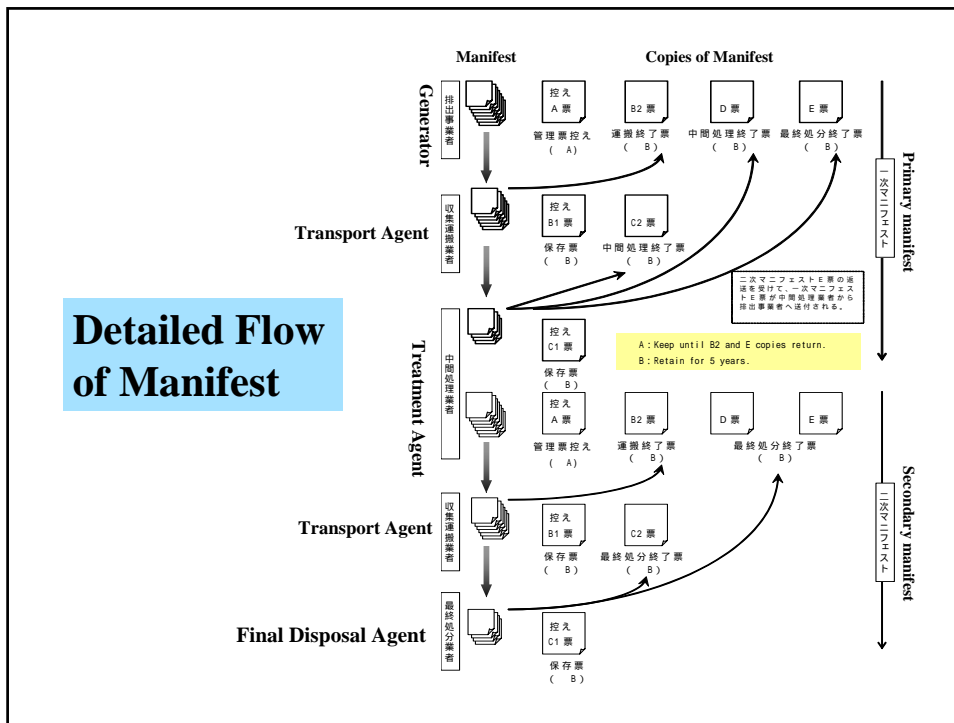 Manifest
Copies of Manifest
Generator
排出事業者
控え
A 票
B2 票
D 票
E 票
管理票控え
( A)
運搬終了票
( B)
中間処理終了票
( B)
最終処分終了票
( B)
Primary manifest
一次マニフェスト
Transport Agent
収集運搬業者
控え
B1 票
C2 票
保存票
( B)
中間処理終了票
( B)
二次マニフェストE票の返
送を受けて、一次マニフェス
トE票が中間処理業者から
排出事業者へ送付される。
Detailed Flow
of Manifest
Treatment Agent
中間処理業者
控え
C1 票
保存票
( B)
A：Keep until B2 and E copies return.
B：Retain for 5 years.
控え
A 票
B2 票
D 票
E 票
管理票控え
( A)
運搬終了票
( B)
最終処分終了票
( B)
Secondary manifest
二次マニフェスト
Transport Agent
収集運搬業者
控え
B1 票
C2 票
保存票
( B)
最終処分終了票
( B)
Final Disposal Agent
最終処分業者
控え
C1 票
保存票
( B)